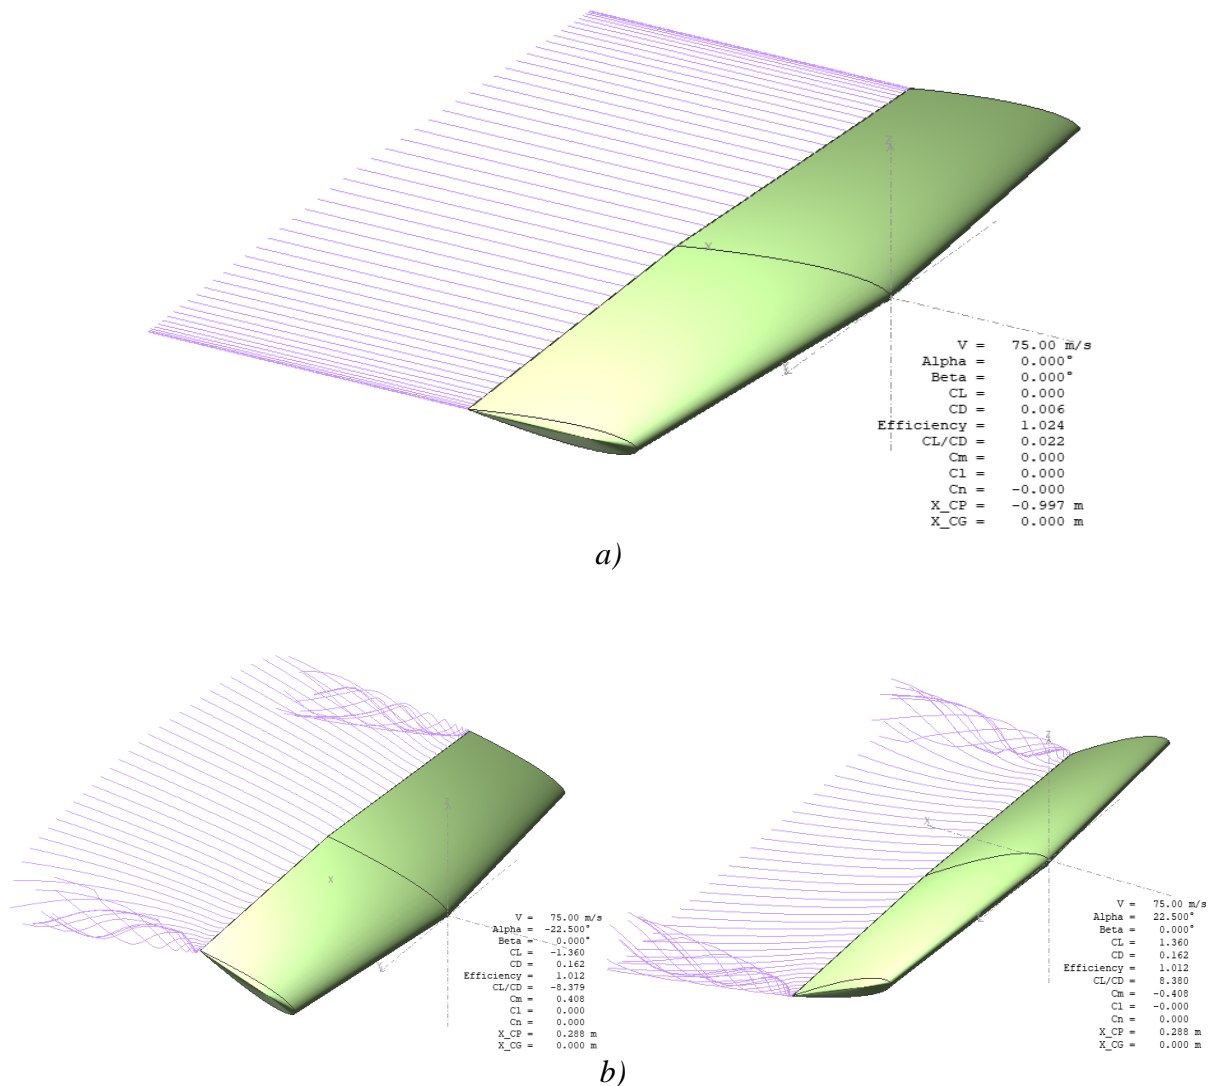 Z
X
V = 75.00 m/s
Alpha = 0.000°
Beta = 0.000°
CL = 0.000
CD = 0.006
Efficiency = 1.024
CL/CD = 0.022
Cm = 0.000
Cl = 0.000
Cn = -0.000
X_CP = -0.997 m
X_CG = 0.000 m
a)
Z
X
V = 75.00 m/s
Alpha = -22.500°
Beta = 0.000°
CL = -1.360
CD = 0.162
Efficiency = 1.012
CL/CD = -8.379
Cm = 0.408
Cl = 0.000
Cn = 0.000
X_CP = 0.288 m
X_CG = 0.000 m
Z
X
V = 75.00 m/s
Alpha = 22.500°
Beta = 0.000°
CL = 1.360
CD = 0.162
Efficiency = 1.012
CL/CD = 8.380
Cm = -0.408
Cl = -0.000
Cn = 0.000
X_CP = 0.288 m
X_CG = 0.000 m
b)